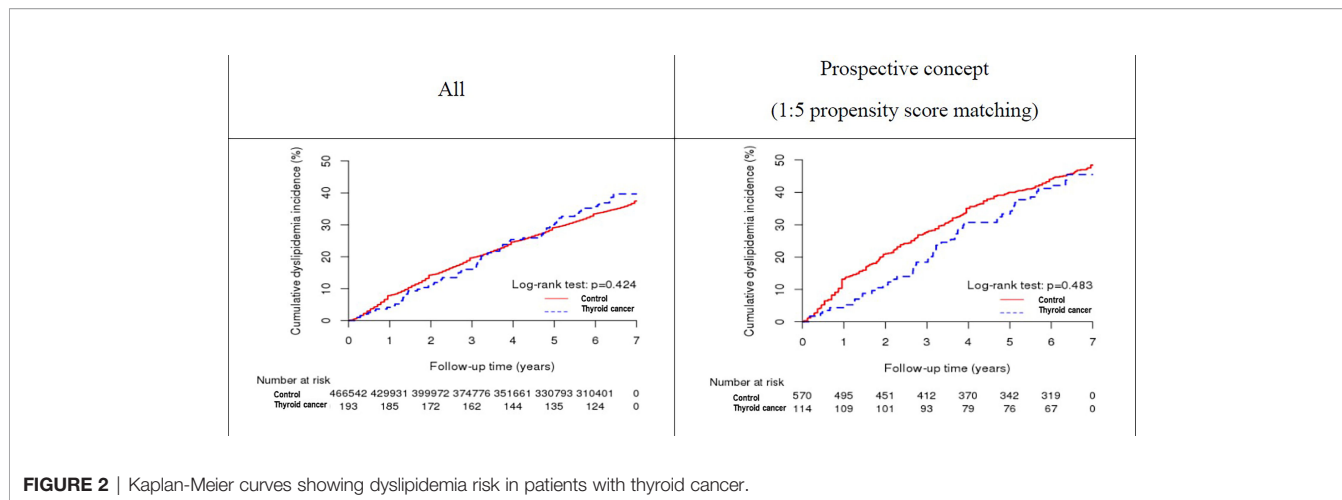 All
Prospective concept
(1:5 propensity score matching)
Cumulative dyslipidemia incidence (%)
50
40
30
20
10
0
Log-rank test: p=0.424
Control
Thyroid cancer
0 1 2 3 4 5 6 7
Follow-up time (years)
Number at risk
Control 466542 429931 399972 374776 351661 330793 310401 0
Thyroid cancer 193 185 172 162 144 135 124 0
Cumulative dyslipidemia incidence (%)
50
40
30
20
10
0
Log-rank test: p=0.483
Control
Thyroid cancer
0 1 2 3 4 5 6 7
Follow-up time (years)
Number at risk
Control 570 495 451 412 370 342 319 0
Thyroid cancer 114 109 101 93 79 76 67 0
FIGURE 2 | Kaplan-Meier curves showing dyslipidemia risk in patients with thyroid cancer.